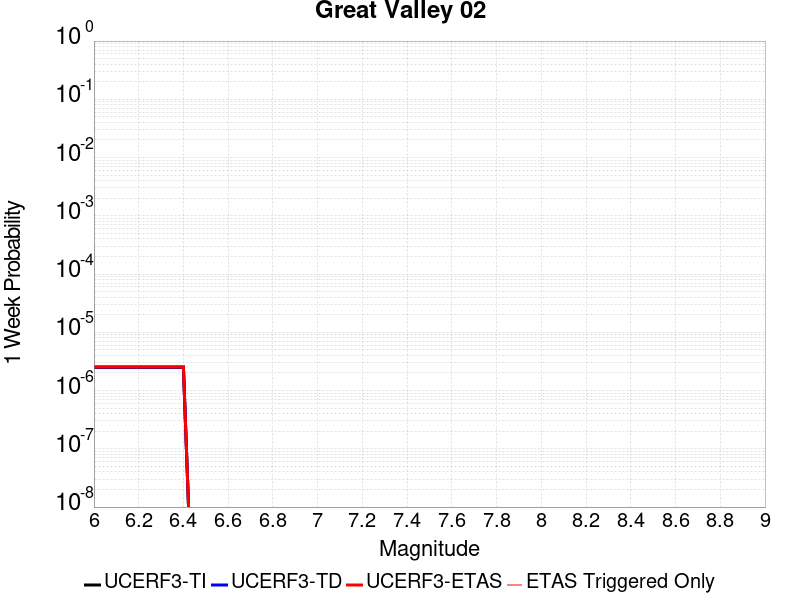 Great Valley 02
1 Week Probability
10^0
10^-1
10^-2
10^-3
10^-4
10^-5
10^-6
10^-7
10^-8
6 6.2 6.4 6.6 6.8 7 7.2 7.4 7.6 7.8 8 8.2 8.4 8.6 8.8 9
Magnitude
UCERF3-TI UCERF3-TD UCERF3-ETAS ETAS Triggered Only